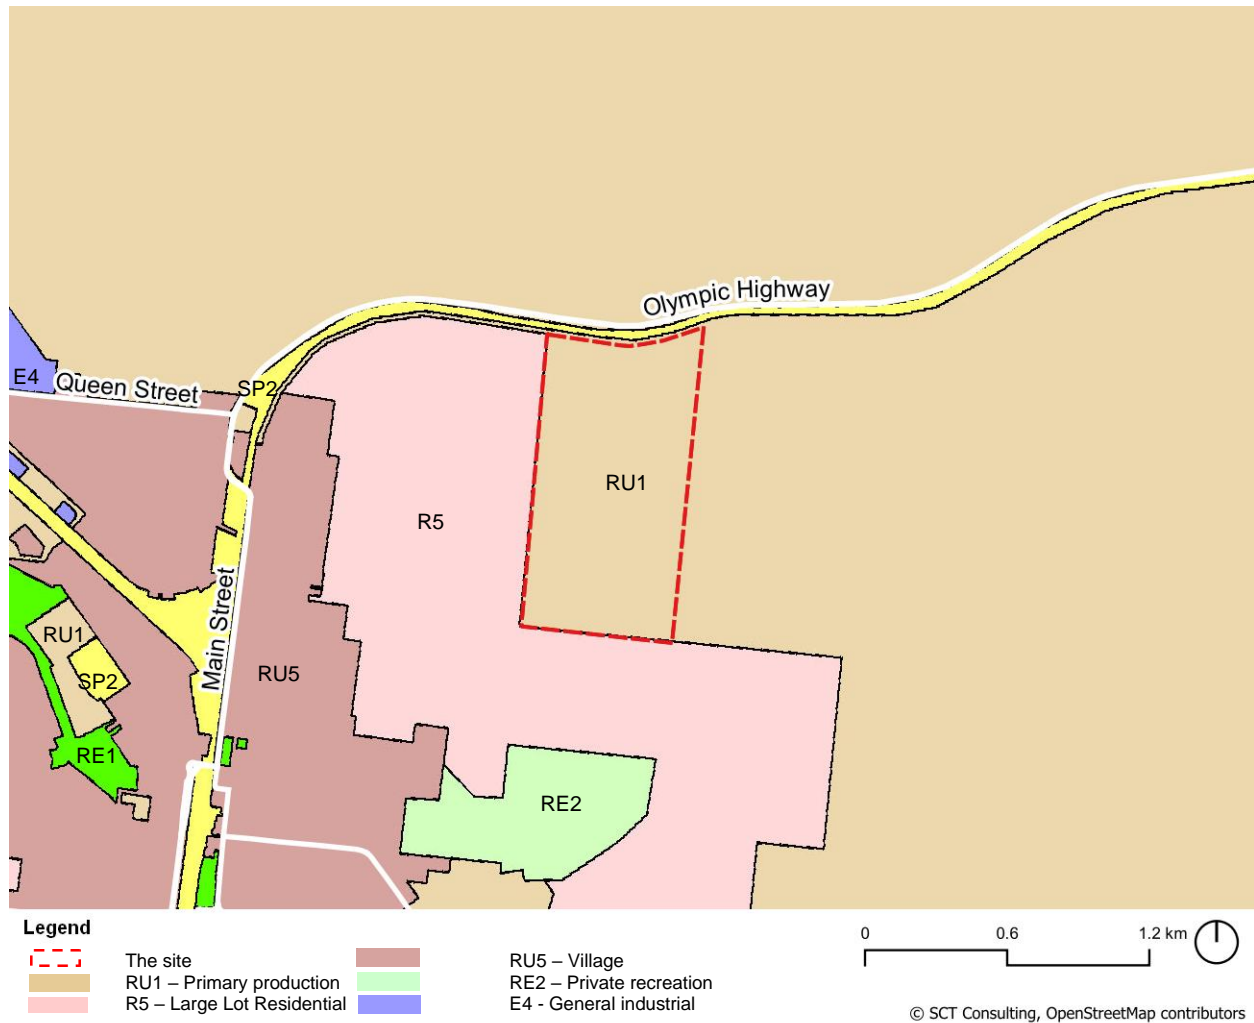 Olympic Highway
E4
Queen Street
SP2
RU1
R5
Main Street
RU1
SP2
RU5
RE1
RE2
Legend
The site
RU1 – Primary production
R5 – Large Lot Residential
RU5 – Village
RE2 – Private recreation
E4 - General industrial
0 0.6 1.2 km
© SCT Consulting, OpenStreetMap contributors